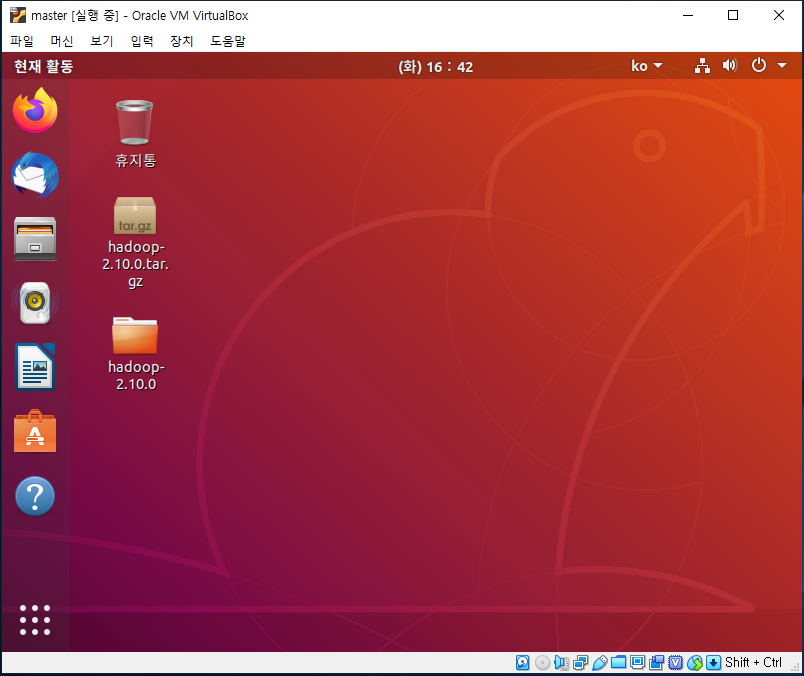 master [실행 중] - Oracle VM VirtualBox
파일 머신 보기 입력 장치 도움말
현재 활동 (화) 16 : 42 ko
휴지통
tar.gz
hadoop-
2.10.0.tar.
gz
hadoop-
2.10.0
Shift + Ctrl